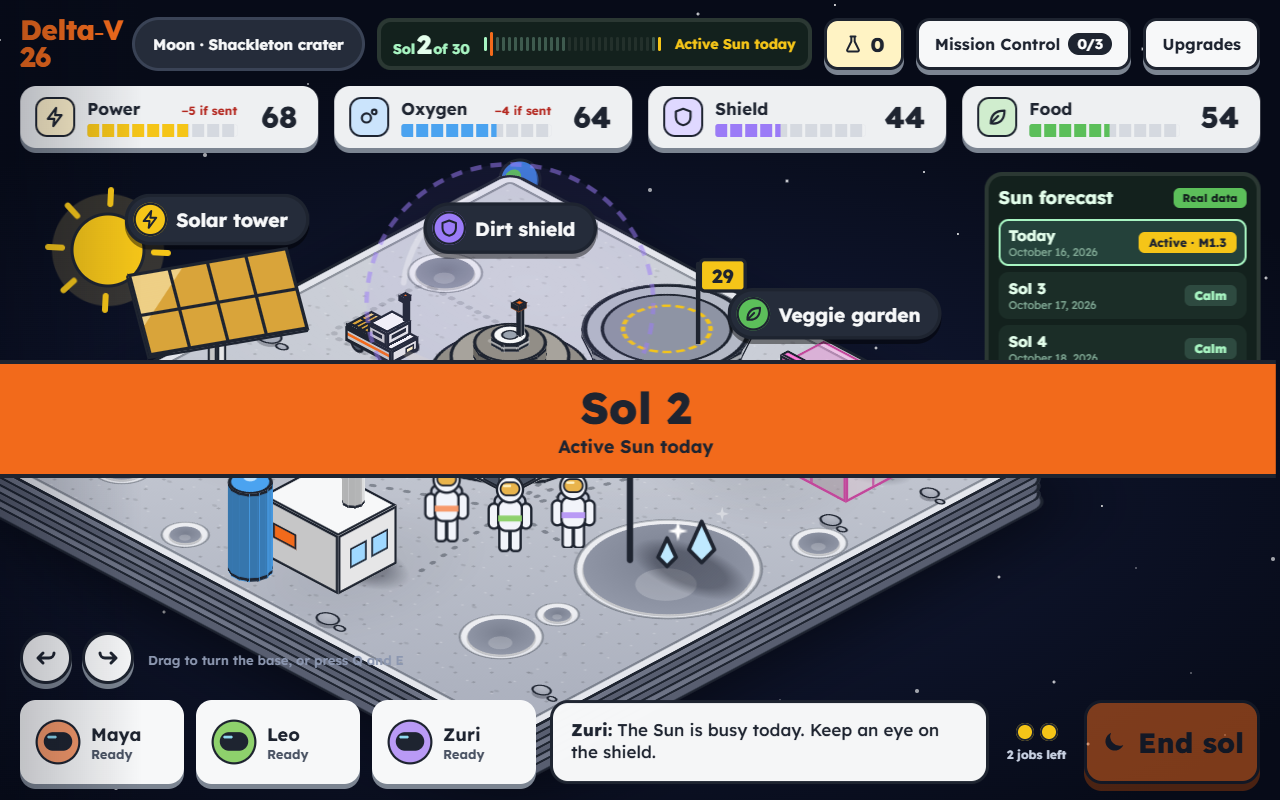 Delta-V
26
Moon · Shackleton crater
Sol 2 of 30
Active Sun today
0
Mission Control 0/3
Upgrades
Power
−5 if sent
68
Oxygen
−4 if sent
64
Shield
44
Food
54
Solar tower
Dirt shield
29
Veggie garden
Sun forecast
Real data
Today
October 16, 2026
Active · M1.3
Sol 3
October 17, 2026
Calm
Sol 4
October 18, 2026
Calm
Sol 2
Active Sun today
Drag to turn the base, or press Q and E
Maya
Ready
Leo
Ready
Zuri
Ready
Zuri: The Sun is busy today. Keep an eye on
the shield.
2 jobs left
End sol